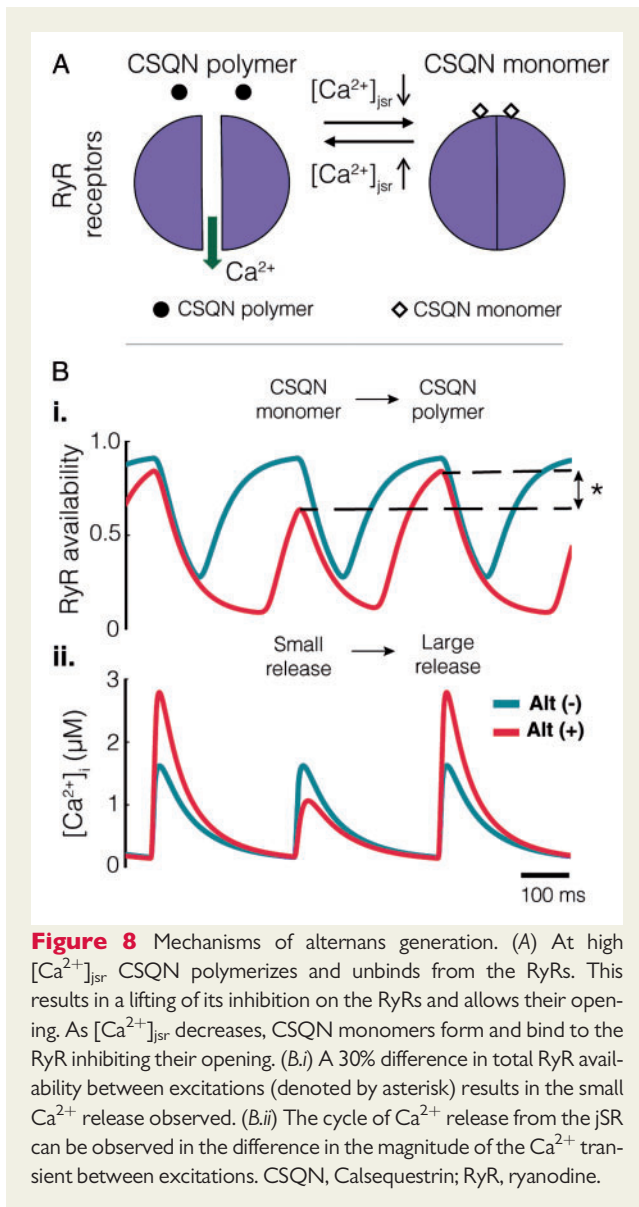 A
CSQN polymer
CSQN monomer
[Ca²⁺]jsr ↓
[Ca²⁺]jsr ↑
RyR
receptors
Ca²⁺
● CSQN polymer
◇ CSQN monomer
B
CSQN
monomer → CSQN
polymer
i.
1.0
0.5
0
RyR availability
*
ii.
Small
release → Large
release
3
2
1
0
[Ca²⁺]i (µM)
Alt (-)
Alt (+)
100 ms
Figure 8 Mechanisms of alternans generation. (A) At high
[Ca²⁺]jsr CSQN polymerizes and unbinds from the RyRs. This
results in a lifting of its inhibition on the RyRs and allows their open-
ing. As [Ca²⁺]jsr decreases, CSQN monomers form and bind to the
RyR inhibiting their opening. (B.i) A 30% difference in total RyR avail-
ability between excitations (denoted by asterisk) results in the small
Ca²⁺ release observed. (B.ii) The cycle of Ca²⁺ release from the jSR
can be observed in the difference in the magnitude of the Ca²⁺ tran-
sient between excitations. CSQN, Calsequestrin; RyR, ryanodine.